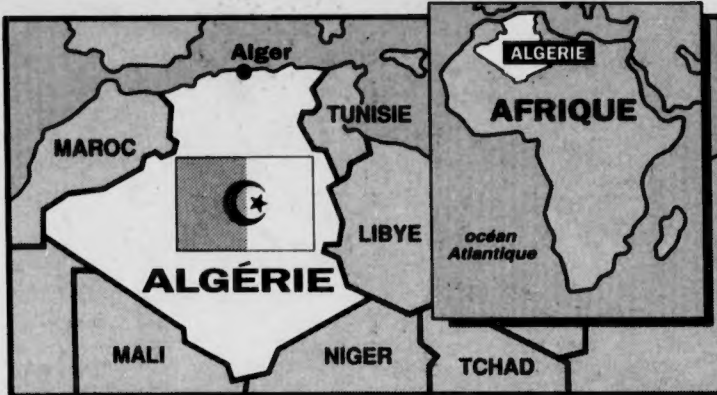 Alger
TUNISIE
MAROC
LIBYE
ALGÉRIE
MALI
NIGER
TCHAD
ALGERIE
AFRIQUE
océan
Atlantique